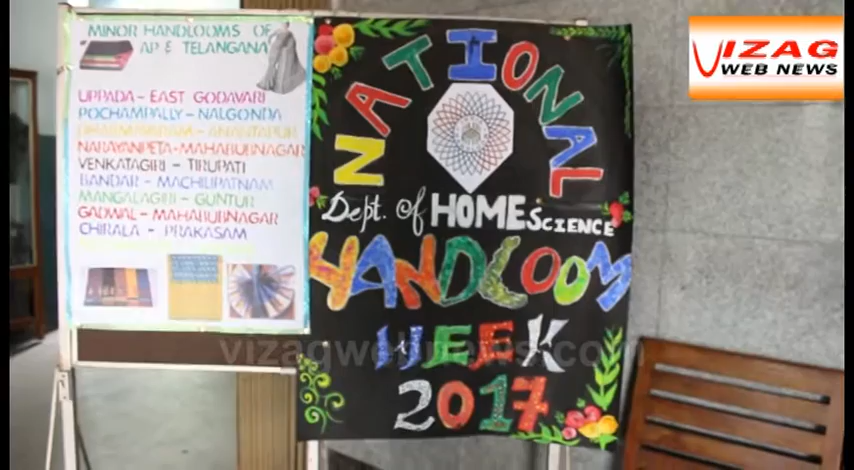 MINOR HANDLOOMS OF
AP & TELANGANA
UPPADA - EAST GODAVARI
POCHAMPALLY - NALGONDA
DHARMAVARAM - ANANTAPUR
NARAYANPETA - MAHABUBNAGAR
VENKATAGIRI - TIRUPATI
BANDAR - MACHILIPATNAM
MANGALAGIRI - GUNTUR
GADWAL - MAHABUBNAGAR
CHIRALA - PRAKASAM
NATIONAL
Dept. of HOME SCIENCE
HANDLOOM
WEEK
2017
VIZAG
WEB NEWS
vizagwebnews.com